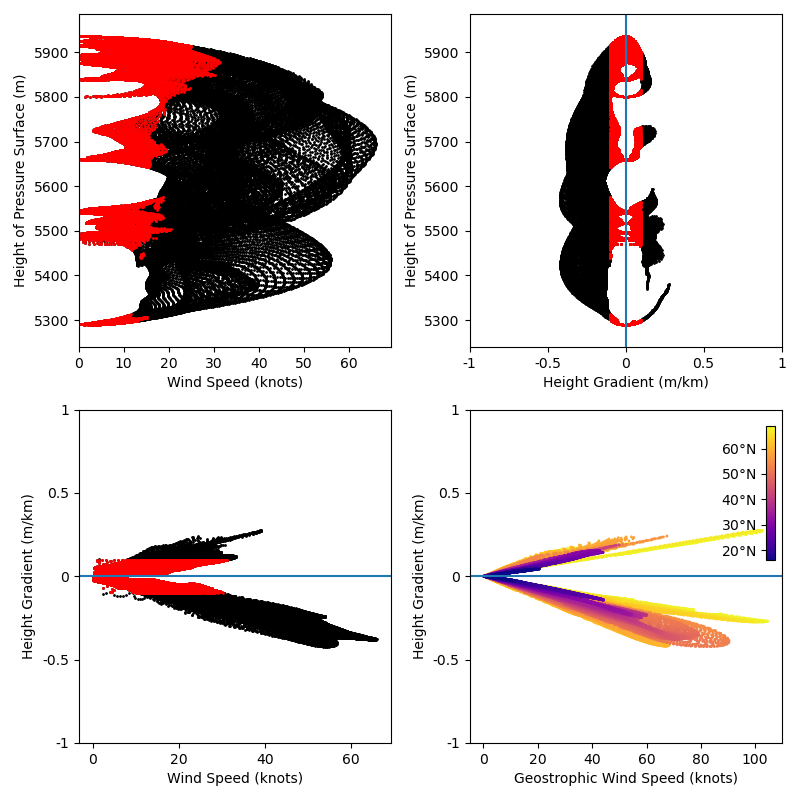 5900
5800
5700
5600
5500
5400
5300
Height of Pressure Surface (m)
0 10 20 30 40 50 60
Wind Speed (knots)
5900
5800
5700
5600
5500
5400
5300
Height of Pressure Surface (m)
-1 -0.5 0 0.5 1
Height Gradient (m/km)
1
0.5
0
-0.5
-1
Height Gradient (m/km)
0 20 40 60
Wind Speed (knots)
1
0.5
0
-0.5
-1
Height Gradient (m/km)
60°N
50°N
40°N
30°N
20°N
0 20 40 60 80 100
Geostrophic Wind Speed (knots)